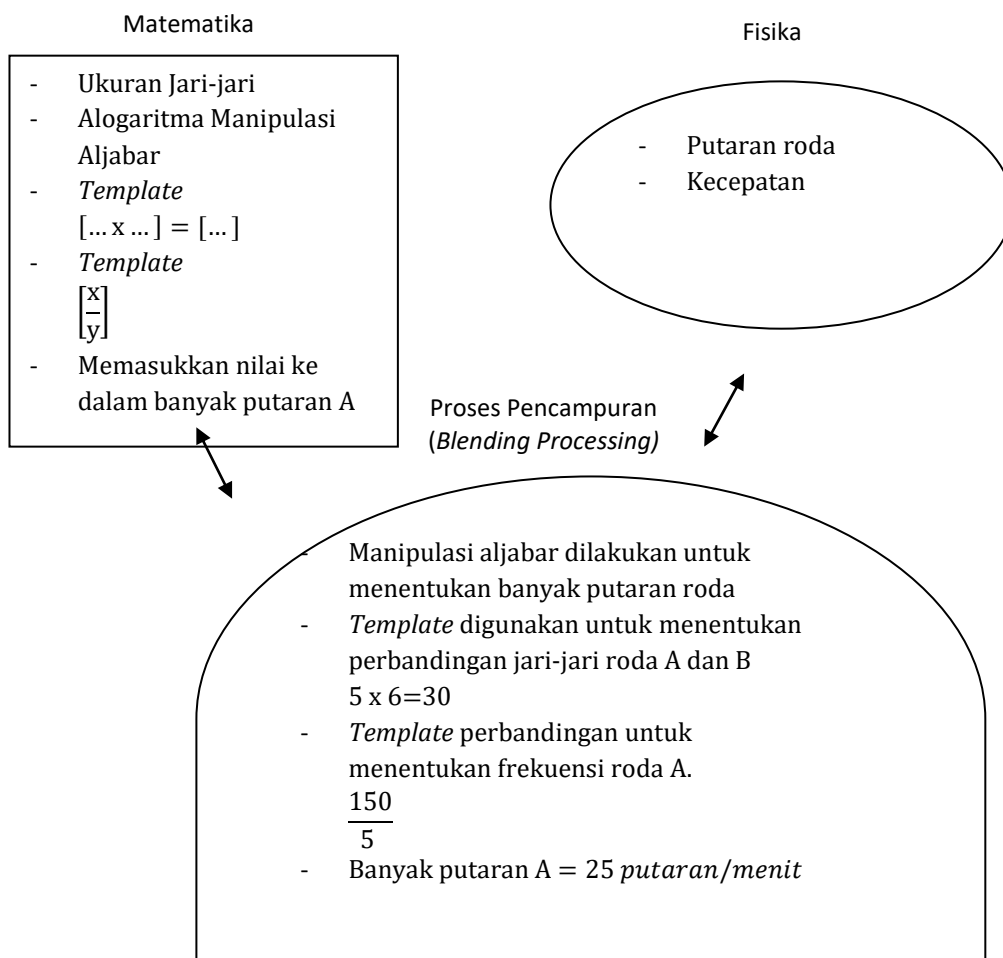 Matematika
- Ukuran Jari-jari
- Alogaritma Manipulasi
Aljabar
- Template
[… x …] = […]
- Template
[x/y]
- Memasukkan nilai ke
dalam banyak putaran A
Fisika
- Putaran roda
- Kecepatan
Proses Pencampuran
(Blending Processing)
- Manipulasi aljabar dilakukan untuk
menentukan banyak putaran roda
- Template digunakan untuk menentukan
perbandingan jari-jari roda A dan B
5 x 6=30
- Template perbandingan untuk
menentukan frekuensi roda A.
150/5
- Banyak putaran A = 25 putaran/menit